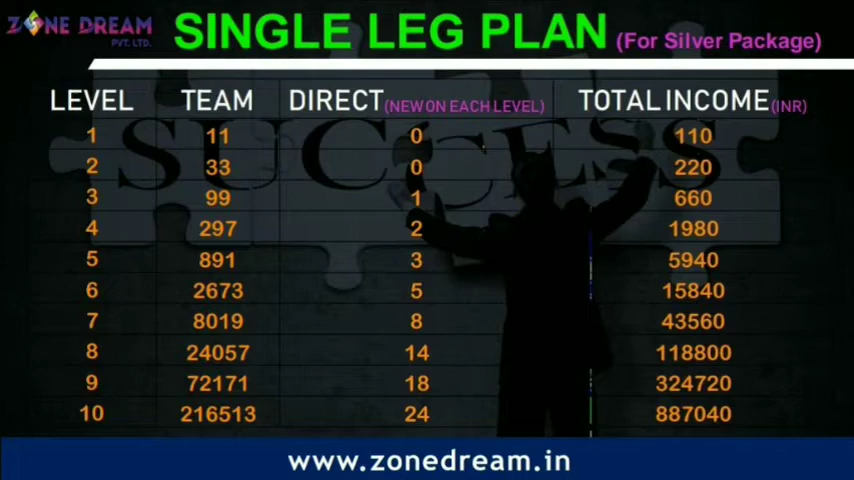 ZONE DREAM
PVT. LTD.
SINGLE LEG PLAN (For Silver Package)
LEVEL TEAM DIRECT (NEW ON EACH LEVEL) TOTAL INCOME (INR)
1 11 0 110
2 33 0 220
3 99 1 660
4 297 2 1980
5 891 3 5940
6 2673 5 15840
7 8019 8 43560
8 24057 14 118800
9 72171 18 324720
10 216513 24 887040
SUCCESS
www.zonedream.in